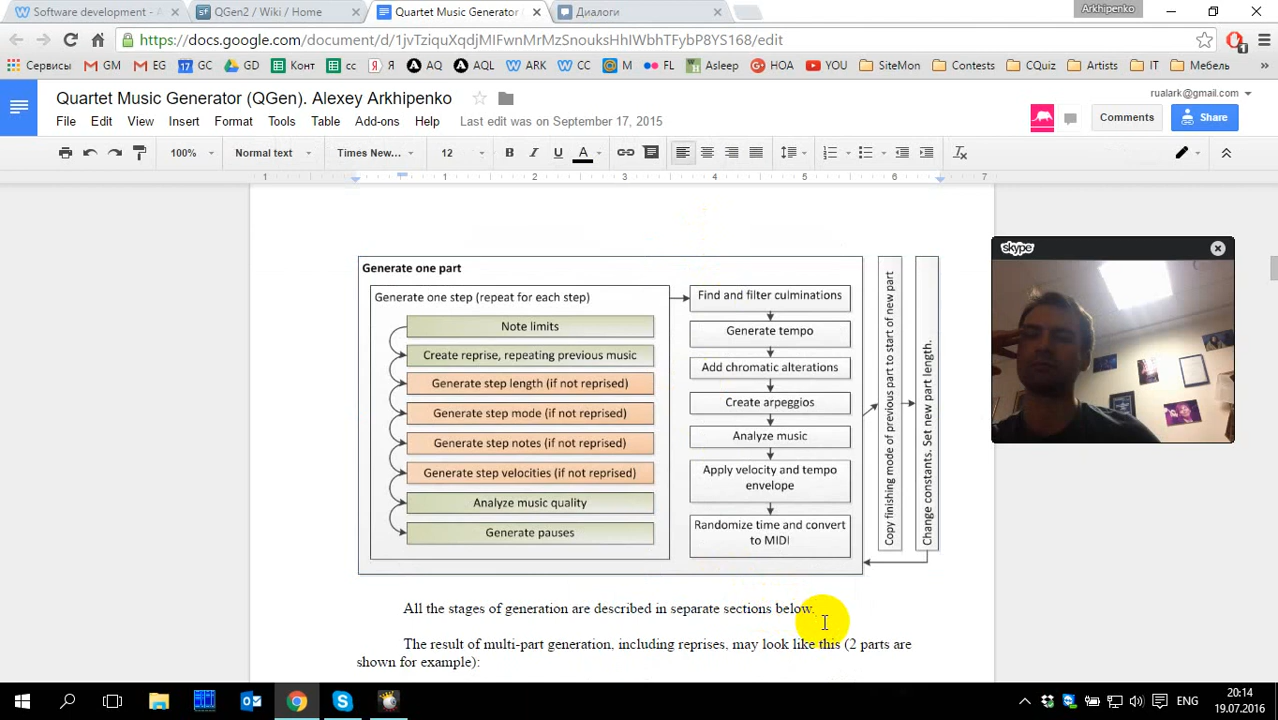 Software development - A
QGen2 / Wiki / Home
Quartet Music Generator
Диалоги
Arkhipenko
https://docs.google.com/document/d/1jvTziquXqdjMIFwnMrMzSnouksHhIWbhTFybP8YS168/edit
Сервисы GM EG GC GD Конт cc Я AQ AQL ARK CC M FL Asleep HOA YOU SiteMon Contests CQuiz Artists IT Мебель
Quartet Music Generator (QGen). Alexey Arkhipenko
rualark@gmail.com
File Edit View Insert Format Tools Table Add-ons Help Last edit was on September 17, 2015
Comments Share
100% Normal text Times New... 12 B I U A
1 1 2 3 4 5 6 7
Generate one part
Generate one step (repeat for each step)
Note limits
Create reprise, repeating previous music
Generate step length (if not reprised)
Generate step mode (if not reprised)
Generate step notes (if not reprised)
Generate step velocities (if not reprised)
Analyze music quality
Generate pauses
Find and filter culminations
Generate tempo
Add chromatic alterations
Create arpeggios
Analyze music
Apply velocity and tempo
envelope
Randomize time and convert
to MIDI
Copy finishing mode of previous part to start of new part
Change constants. Set new part length.
skype
All the stages of generation are described in separate sections below.
The result of multi-part generation, including reprises, may look like this (2 parts are
shown for example):
ENG
20:14
19.07.2016